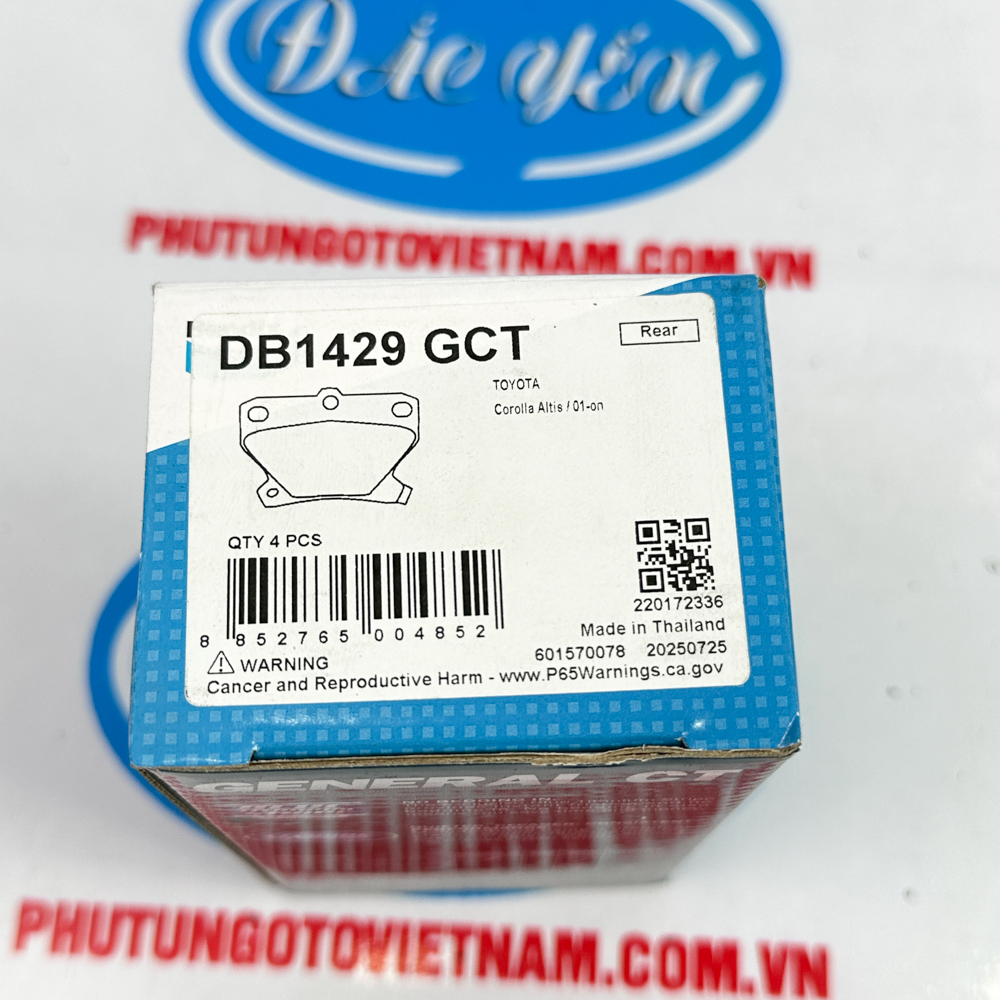 ĐẮC YẾN
PHUTUNGOTOVIETNAM.COM.VN
DB1429 GCT
Rear
TOYOTA
Corolla Altis / 01-on
QTY 4 PCS
8 852765 004852
220172336
Made in Thailand
601570078 20250725
WARNING
Cancer and Reproductive Harm - www.P65Warnings.ca.gov
GENERAL CT
PHUTUNGOTOVIETNAM.COM.VN